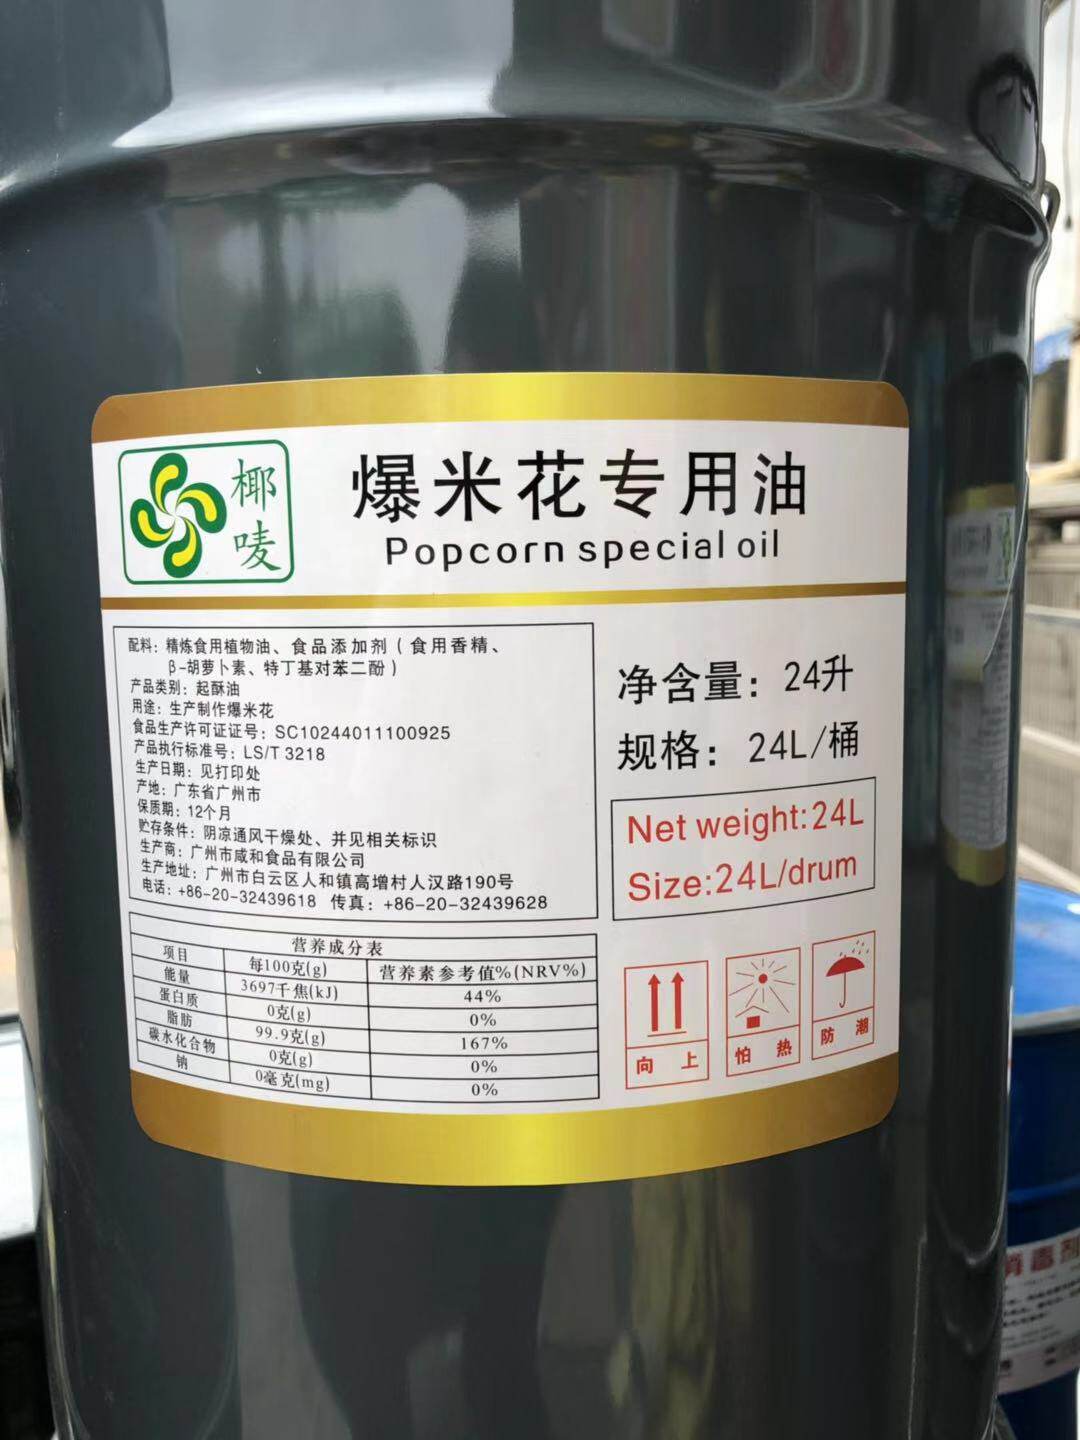 椰唛
爆米花专用油
Popcorn special oil
配料：精炼食用植物油、食品添加剂（食用香精、
β-胡萝卜素、特丁基对苯二酚）
产品类别：起酥油
用途：生产制作爆米花
食品生产许可证证号：SC10244011100925
产品执行标准号：LS/T 3218
生产日期：见打印处
产地：广东省广州市
保质期：12个月
贮存条件：阴凉通风干燥处、并见相关标识
生产商：广州市咸和食品有限公司
生产地址：广州市白云区人和镇高增村人汉路190号
电话：+86-20-32439618 传真：+86-20-32439628
净含量：24升
规格：24L/桶
Net weight:24L
Size:24L/drum
营养成分表
项目 每100克(g) 营养素参考值%(NRV%)
能量 3697千焦(kJ) 44%
蛋白质 0克(g) 0%
脂肪 99.9克(g) 167%
碳水化合物 0克(g) 0%
钠 0毫克(mg) 0%
向上
怕热
防潮
消毒剂